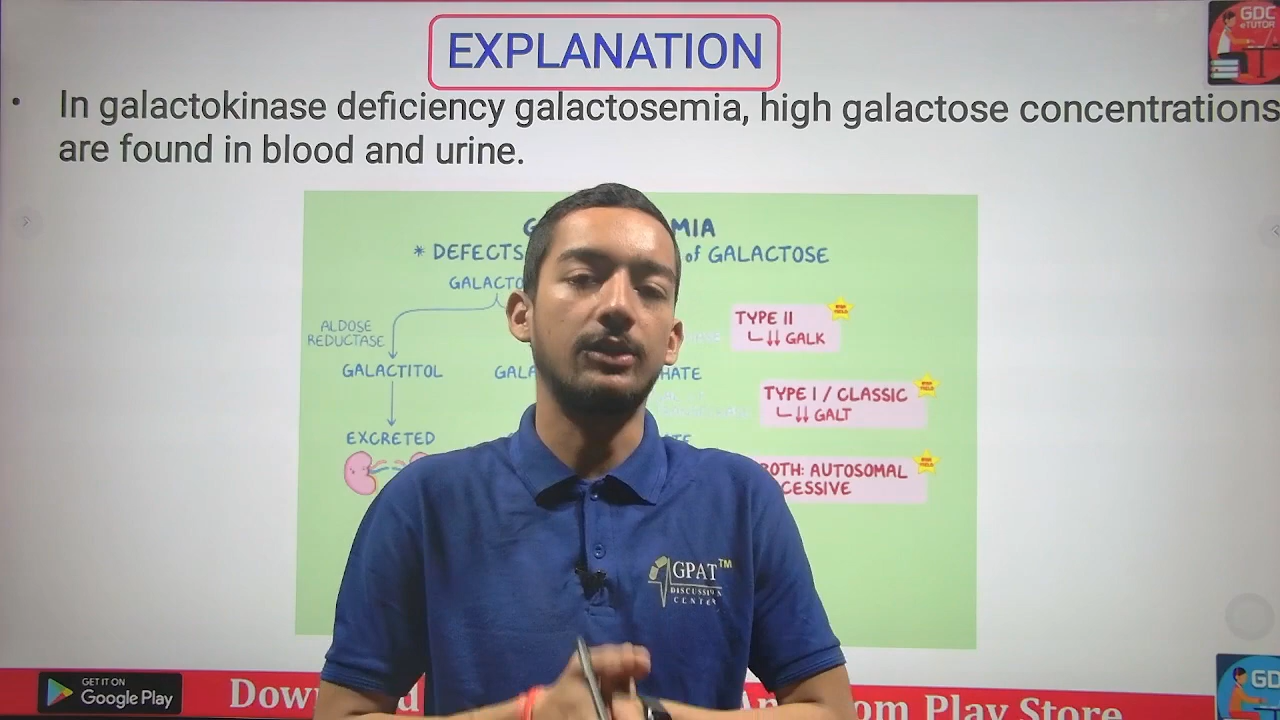 EXPLANATION
GDC
eTUTOR
• In galactokinase deficiency galactosemia, high galactose concentrations
are found in blood and urine.
G MIA
* DEFECTS of GALACTOSE
GALACTO
ALDOSE
REDUCTASE
TYPE II
↓↓ GALK
GALACTITOL
GALA HATE
TYPE I / CLASSIC
↓↓ GALT
EXCRETED
BOTH: AUTOSOMAL
CESSIVE
GPAT™
DISCUSSION
CENTER
GET IT ON
Google Play
Dow d om Play Store
GD